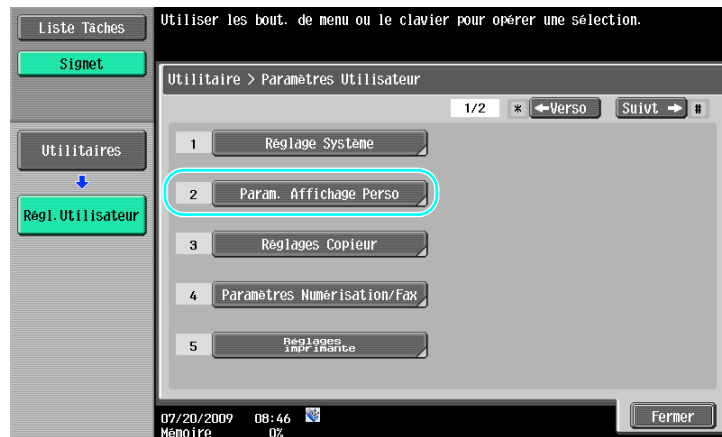 Liste Tâches
Utiliser les bout. de menu ou le clavier pour opérer une sélection.
Signet
Utilitaire > Paramètres Utilisateur
1/2 * ←Verso Suivt → #
Utilitaires
1 Réglage Système
2 Param. Affichage Perso
Régl.Utilisateur
3 Réglages Copieur
4 Paramètres Numérisation/Fax
5 Réglages
imprimante
07/20/2009 08:46
Mémoire 0%
Fermer